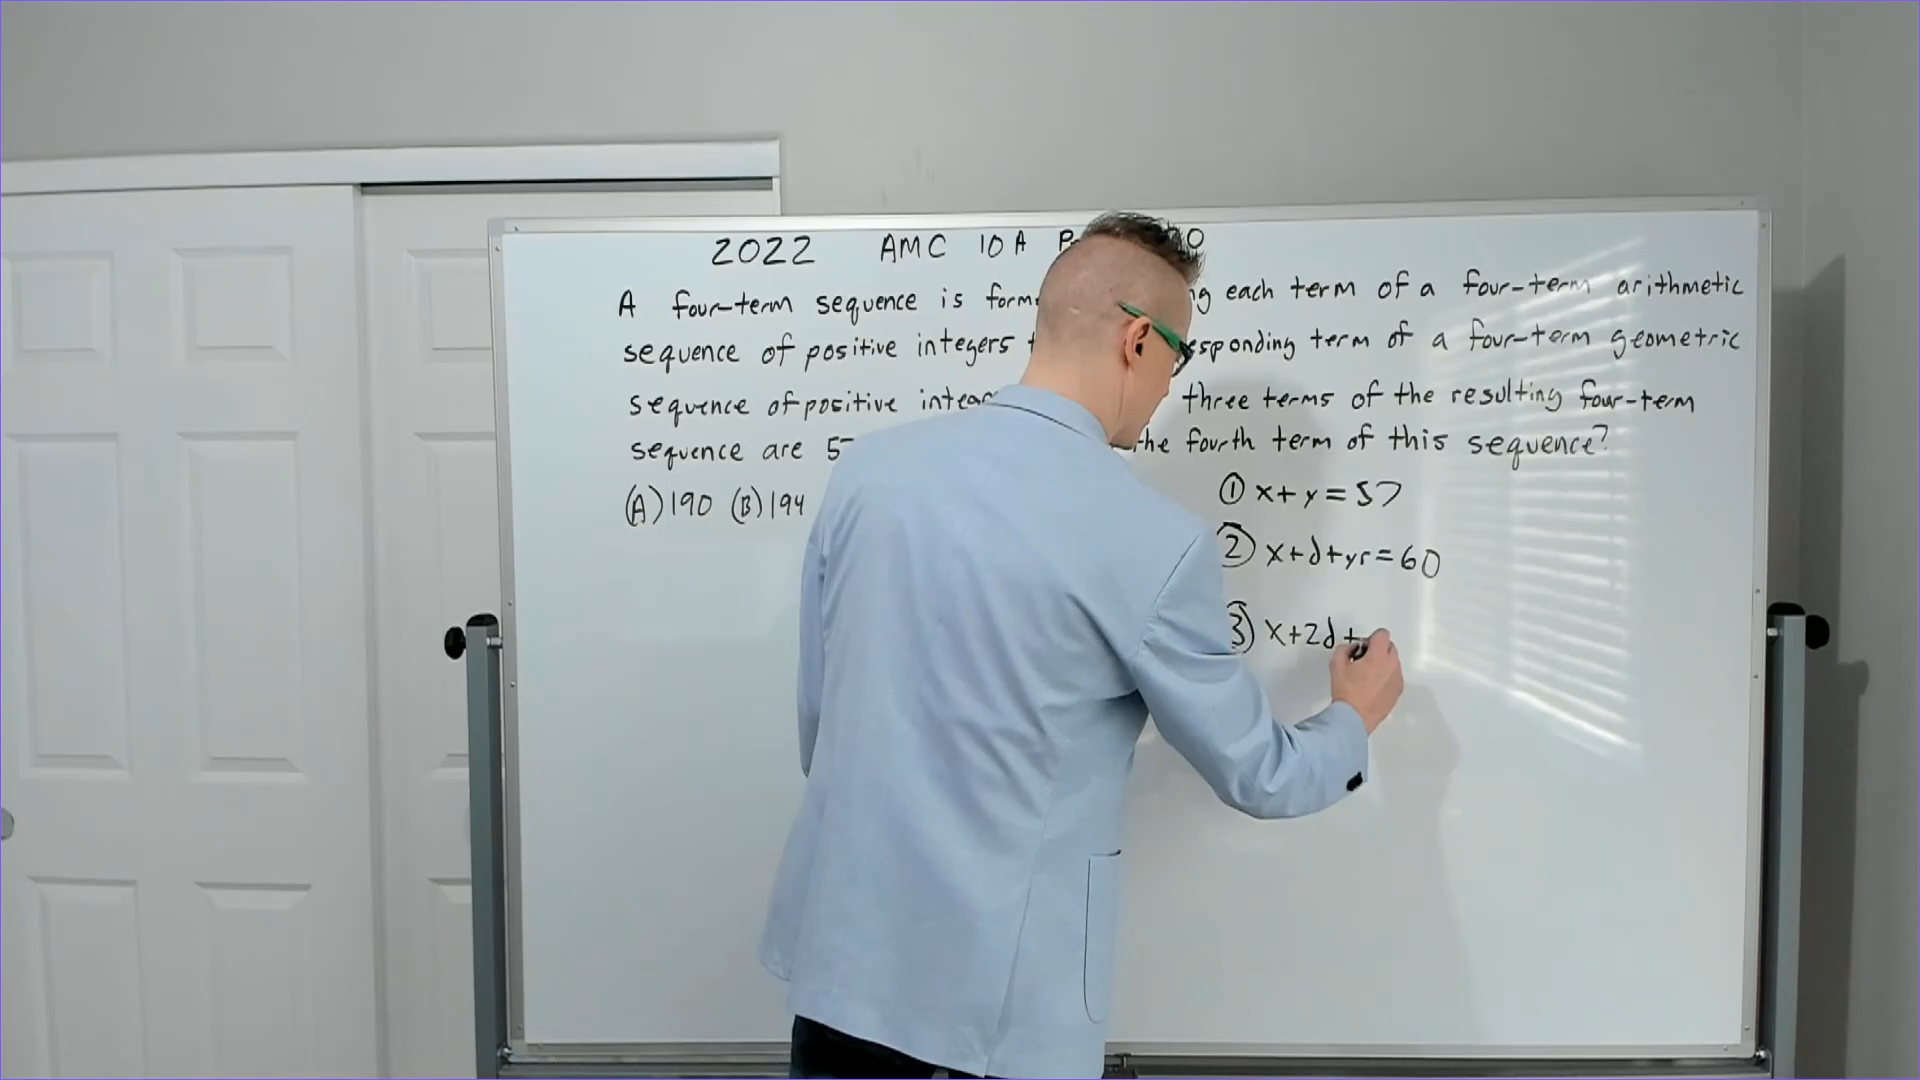 2022 AMC 10A
A four-term sequence is each term of a four-term arithmetic
sequence of positive integers term of a four-term geometric
sequence of positive three terms of the resulting four-term
sequence are the fourth term of this sequence?
(A) 190 (B) 194
① x + y = 57
② x+d+yr=60
③ x+2d+